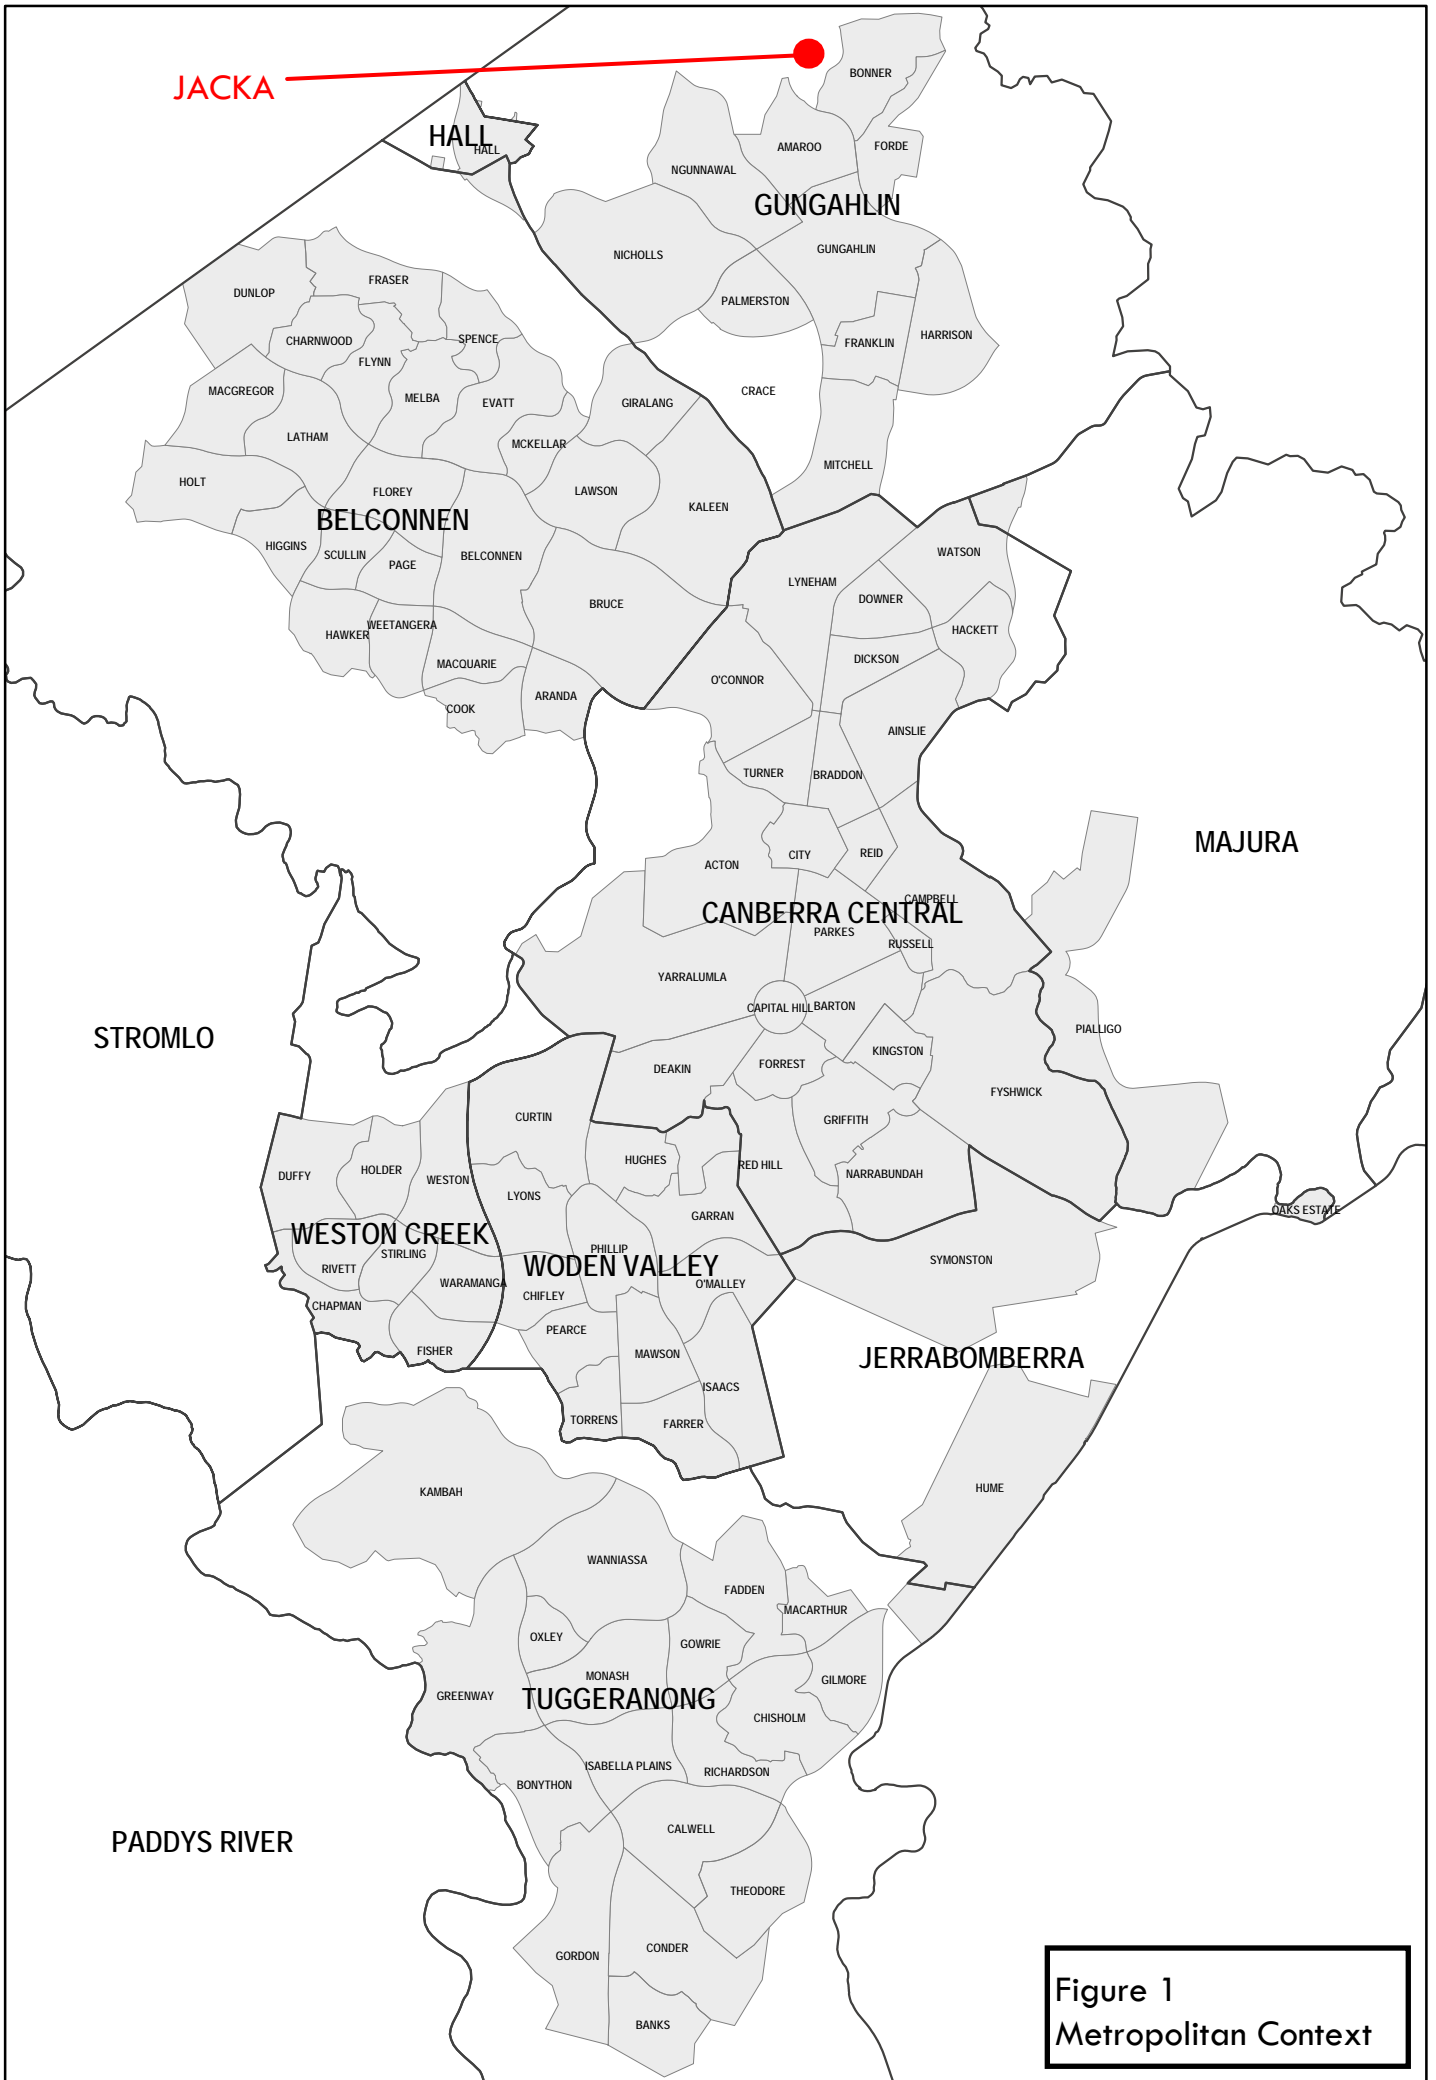 JACKA
BONNER
HALL
HALL
AMAROO
FORDE
NGUNNAWAL
GUNGAHLIN
GUNGAHLIN
NICHOLLS
PALMERSTON
FRANKLIN
HARRISON
CRACE
MITCHELL
DUNLOP
FRASER
CHARNWOOD
SPENCE
FLYNN
MACGREGOR
MELBA
EVATT
GIRALANG
LATHAM
MCKELLAR
HOLT
FLOREY
LAWSON
KALEEN
BELCONNEN
HIGGINS
SCULLIN
PAGE
BELCONNEN
BRUCE
HAWKER
WEETANGERA
MACQUARIE
COOK
ARANDA
WATSON
LYNEHAM
DOWNER
HACKETT
DICKSON
O'CONNOR
AINSLIE
TURNER
BRADDON
CITY
REID
ACTON
CAMPBELL
CANBERRA CENTRAL
PARKES
RUSSELL
YARRALUMLA
CAPITAL HILL
BARTON
MAJURA
PIALLIGO
STROMLO
DEAKIN
FORREST
KINGSTON
FYSHWICK
GRIFFITH
CURTIN
HUGHES
RED HILL
NARRABUNDAH
DUFFY
HOLDER
WESTON
LYONS
GARRAN
OAKS ESTATE
WESTON CREEK
STIRLING
PHILLIP
WODEN VALLEY
SYMONSTON
RIVETT
WARAMANGA
CHIFLEY
O'MALLEY
CHAPMAN
PEARCE
FISHER
MAWSON
JERRABOMBERRA
ISAACS
TORRENS
FARRER
HUME
KAMBAH
WANNIASSA
FADDEN
MACARTHUR
OXLEY
GOWRIE
MONASH
GILMORE
GREENWAY
TUGGERANONG
CHISHOLM
ISABELLA PLAINS
RICHARDSON
BONYTHON
CALWELL
PADDYS RIVER
THEODORE
GORDON
CONDER
BANKS
Figure 1
Metropolitan Context